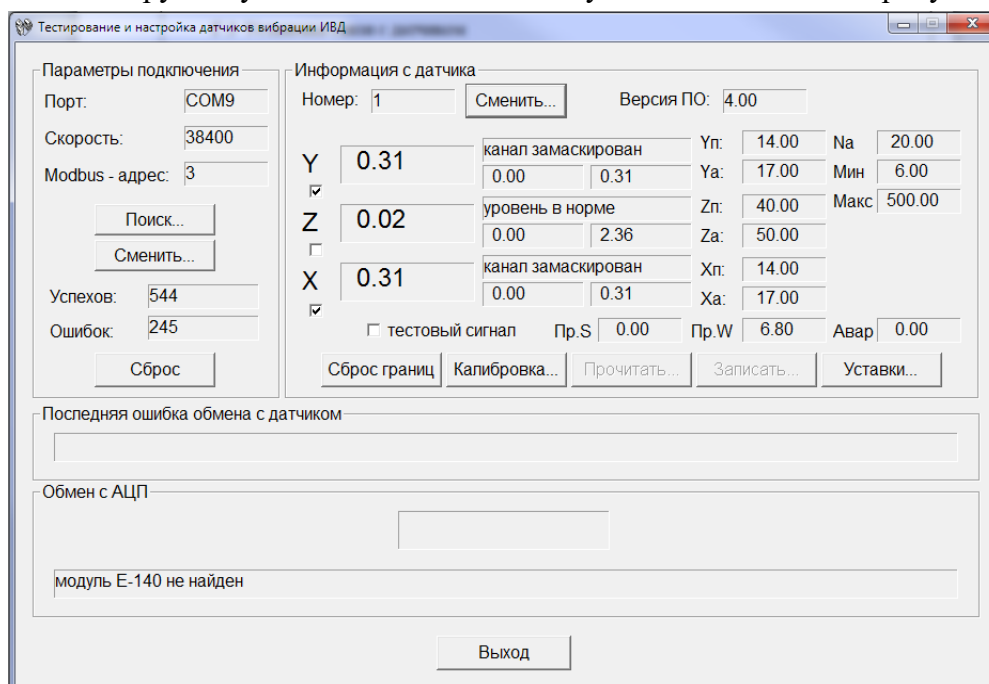 Тестирование и настройка датчиков вибрации ИВД
Параметры подключения
Порт: COM9
Скорость: 38400
Modbus - адрес: 3
Поиск...
Сменить...
Успехов: 544
Ошибок: 245
Сброс
Информация с датчика
Номер: 1 Сменить... Версия ПО: 4.00
Y 0.31 канал замаскирован
0.00 0.31
Z 0.02 уровень в норме
0.00 2.36
X 0.31 канал замаскирован
0.00 0.31
Yп: 14.00 Na 20.00
Ya: 17.00 Мин 6.00
Zп: 40.00 Макс 500.00
Za: 50.00
Xп: 14.00
Xa: 17.00
тестовый сигнал Пр.S 0.00 Пр.W 6.80 Авар 0.00
Сброс границ Калибровка... Прочитать... Записать... Уставки...
Последняя ошибка обмена с датчиком
Обмен с АЦП
модуль E-140 не найден
Выход